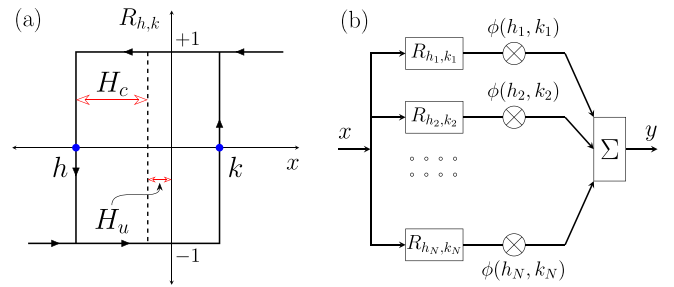 (a)
R_{h,k}
+1
H_c
h
k
x
H_u
−1
(b)
x
R_{h_1,k_1}
ϕ(h_1, k_1)
R_{h_2,k_2}
ϕ(h_2, k_2)
R_{h_N,k_N}
ϕ(h_N, k_N)
Σ
y